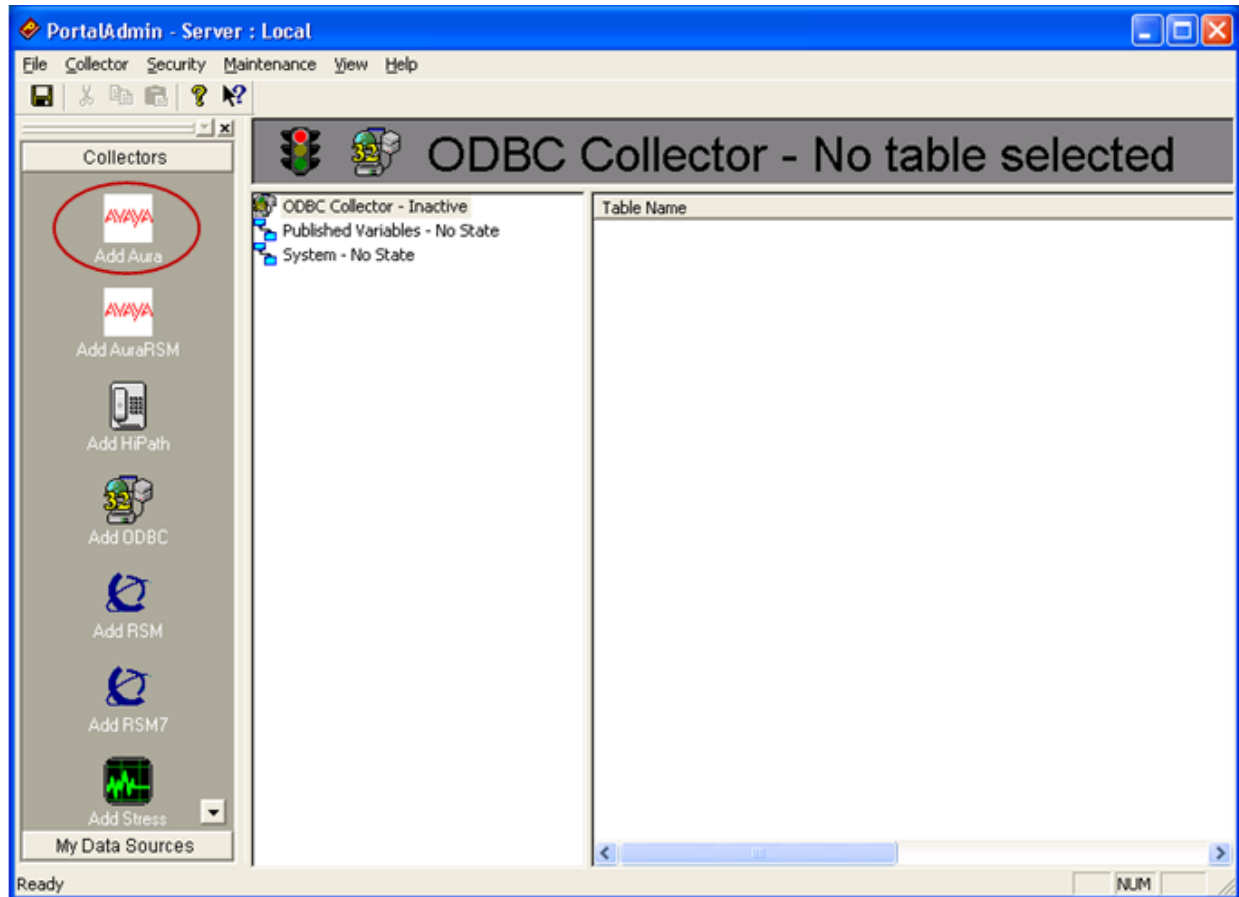 PortalAdmin - Server : Local
File Collector Security Maintenance View Help
Collectors
ODBC Collector - No table selected
AVAYA
Add Aura
AVAYA
Add AuraRSM
Add HiPath
32
Add ODBC
Add RSM
Add RSM7
Add Stress
My Data Sources
ODBC Collector - Inactive
Published Variables - No State
System - No State
Table Name
Ready
NUM